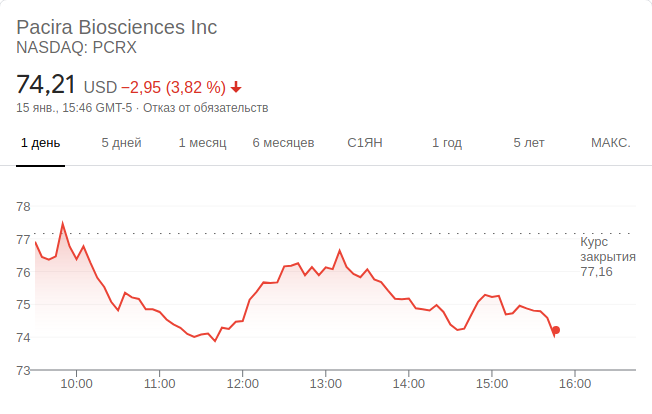 Pacira Biosciences Inc
NASDAQ: PCRX
74,21 USD −2,95 (3,82 %)
15 янв., 15:46 GMT-5 · Отказ от обязательств
1 день 5 дней 1 месяц 6 месяцев С1ЯН 1 год 5 лет МАКС.
78
77
76
75
74
73
Курс
закрытия
77,16
10:00 11:00 12:00 13:00 14:00 15:00 16:00